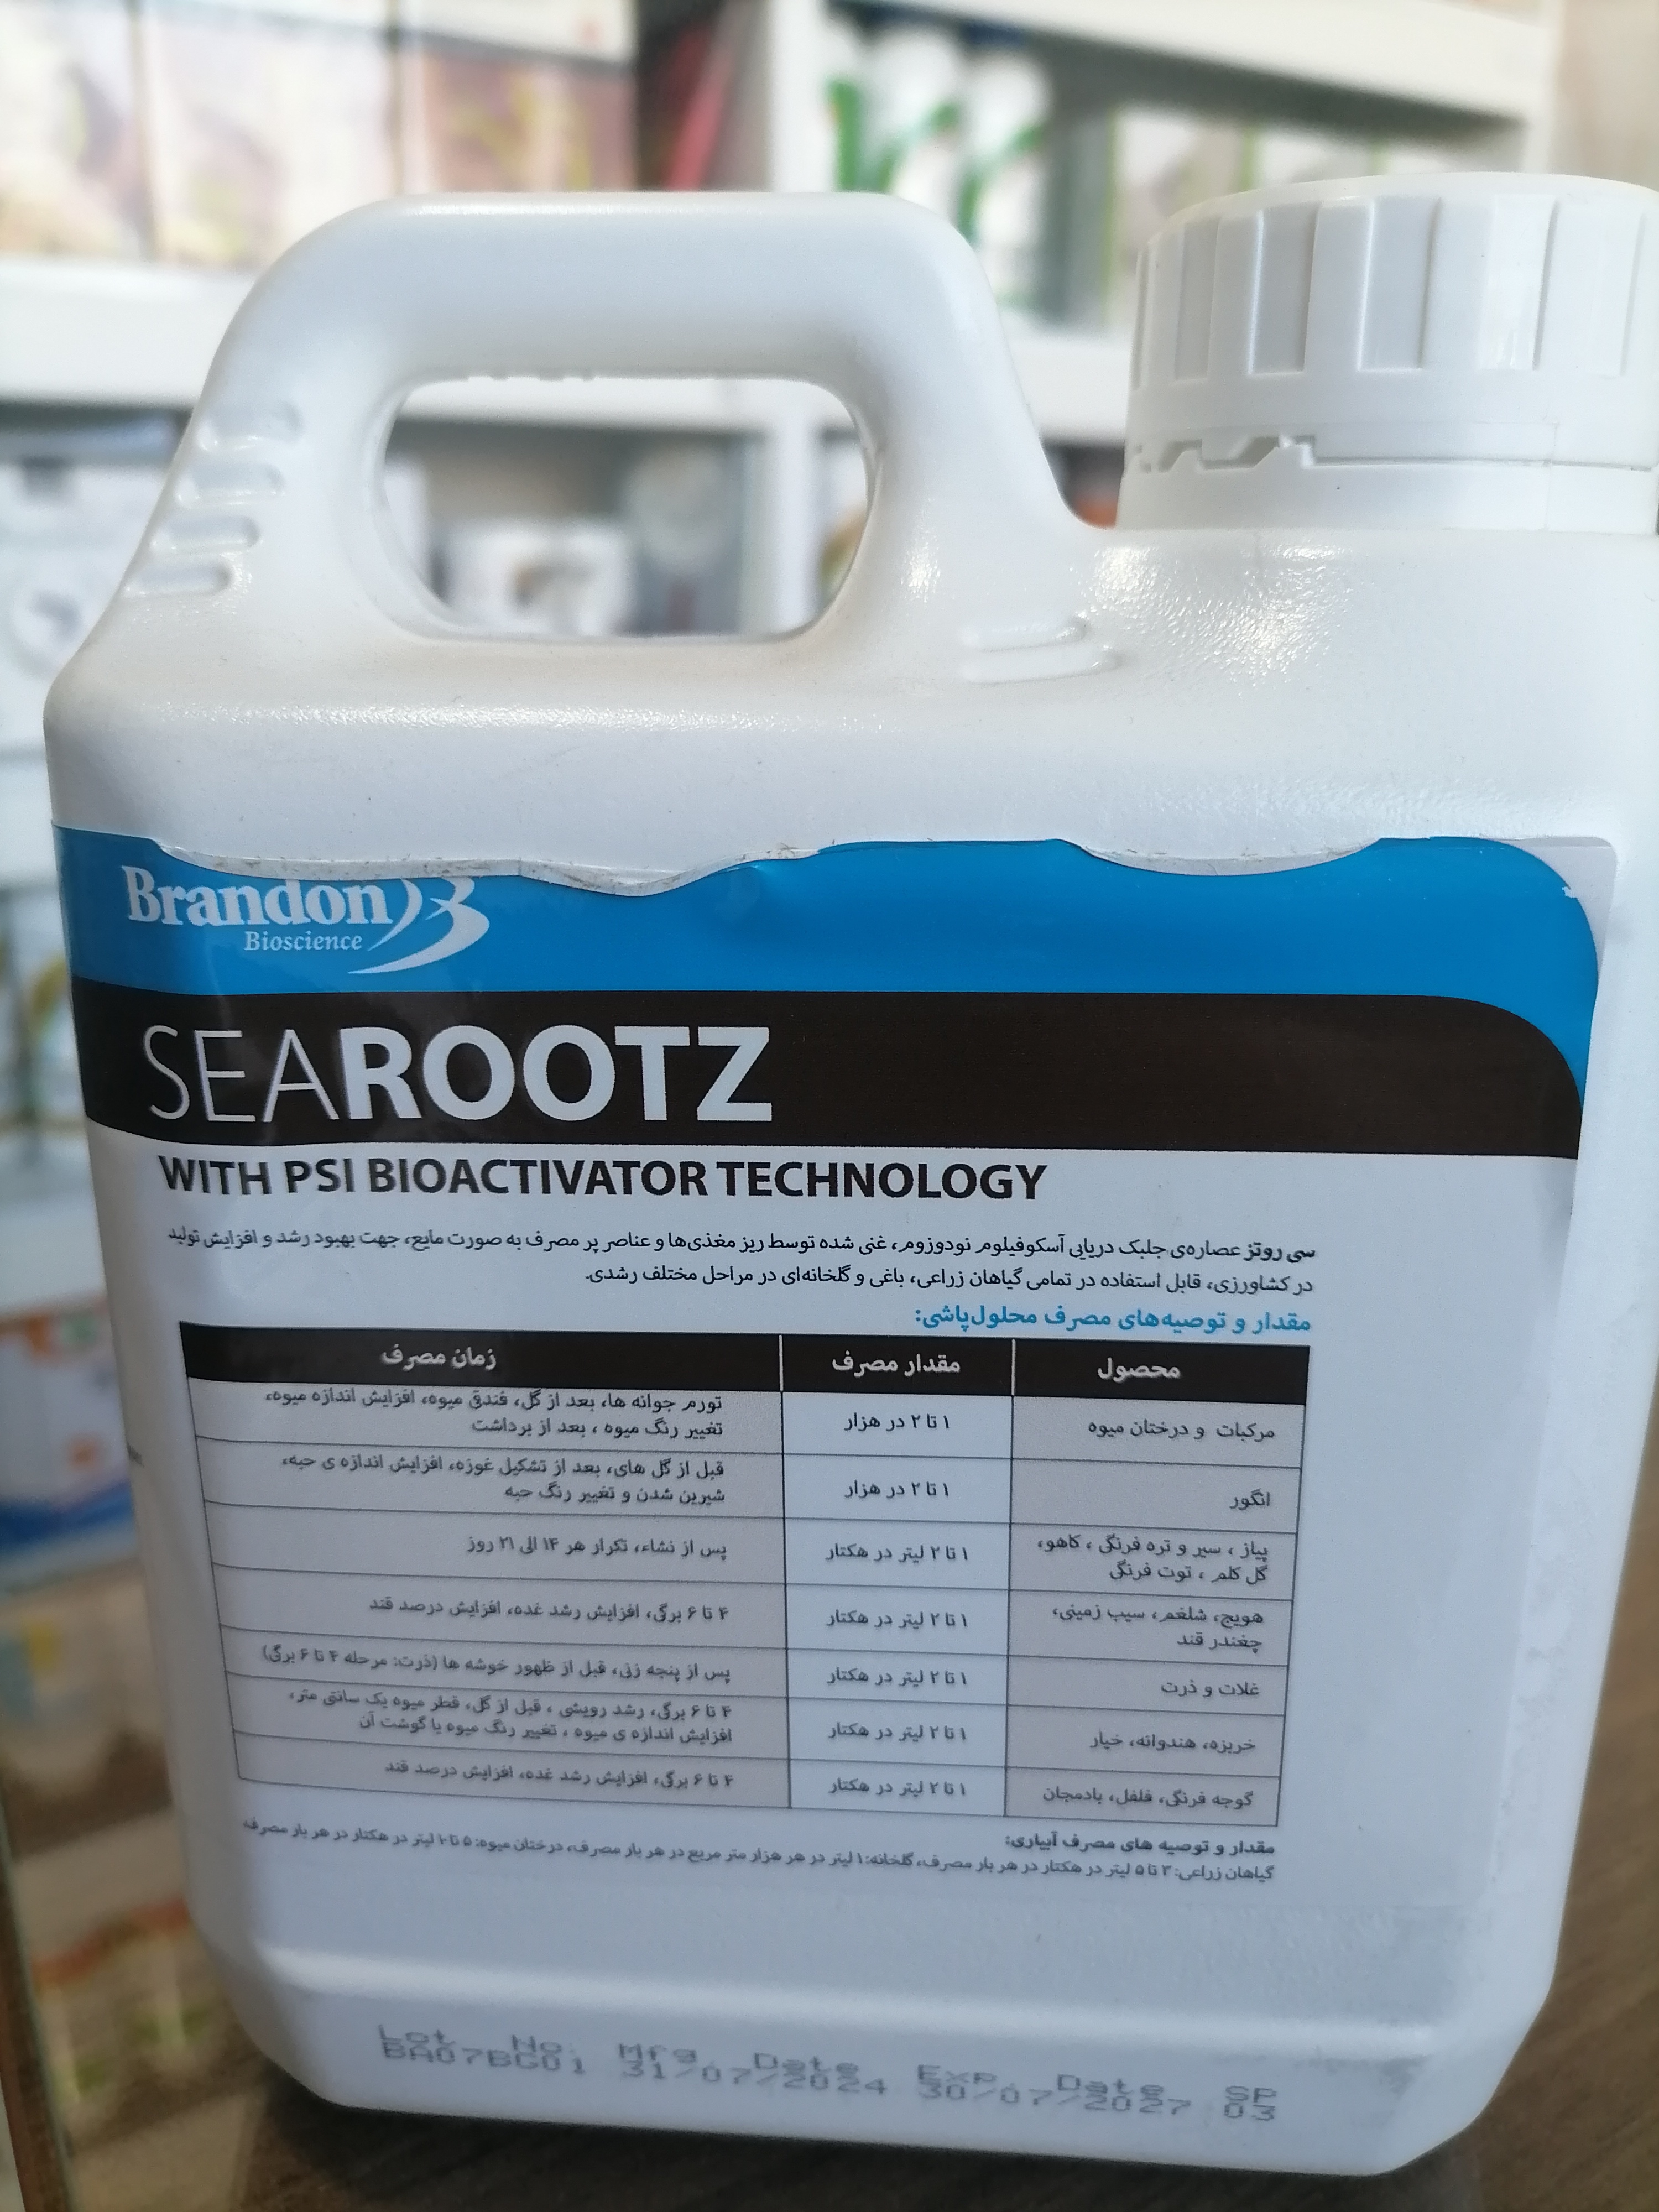 Brandon
Bioscience
SEAROOTZ
WITH PSI BIOACTIVATOR TECHNOLOGY
سی روتز عصاره‌ی جلبک دریایی آسکوفیلوم نودوزوم، غنی شده توسط ریز مغذی‌ها و عناصر پر مصرف به صورت مایع، جهت بهبود رشد و افزایش تولید
در کشاورزی، قابل استفاده در تمامی گیاهان زراعی، باغی و گلخانه‌ای در مراحل مختلف رشدی.
مقدار و توصیه‌های مصرف محلول‌پاشی:
محصول مقدار مصرف زمان مصرف
مرکبات و درختان میوه ۱ تا ۲ در هزار تورم جوانه ها، بعد از گل، فندقی میوه، افزایش اندازه میوه،
تغییر رنگ میوه ، بعد از برداشت
انگور ۱ تا ۲ در هزار قبل از گل های، بعد از تشکیل غوزه، افزایش اندازه ی حبه،
شیرین شدن و تغییر رنگ حبه
پیاز ، سیر و تره فرنگی ، کاهو،
گل کلم ، توت فرنگی ۱ تا ۲ لیتر در هکتار پس از نشاء، تکرار هر ۱۴ الی ۲۱ روز
هویج، شلغم، سیب زمینی،
چغندر قند ۱ تا ۲ لیتر در هکتار ۴ تا ۶ برگی، افزایش رشد غده، افزایش درصد قند
غلات و ذرت ۱ تا ۲ لیتر در هکتار پس از پنجه زنی، قبل از ظهور خوشه ها (ذرت: مرحله ۴ تا ۶ برگی)
خربزه، هندوانه، خیار ۱ تا ۲ لیتر در هکتار ۴ تا ۶ برگی، رشد رویشی ، قبل از گل، قطر میوه یک سانتی متر،
افزایش اندازه ی میوه ، تغییر رنگ میوه یا گوشت آن
گوجه فرنگی، فلفل، بادمجان ۱ تا ۲ لیتر در هکتار ۴ تا ۶ برگی، افزایش رشد غده، افزایش درصد قند
مقدار و توصیه های مصرف آبیاری:
گیاهان زراعی: ۳ تا ۵ لیتر در هکتار در هر بار مصرف، گلخانه: ۱ لیتر در هر هزار متر مربع در هر بار مصرف، درختان میوه: ۵ تا ۱۰ لیتر در هکتار در هر بار مصرف
Lot No. Mfg. Date Exp. Date SP
BA07BG01 31/07/2024 30/07/2027 03